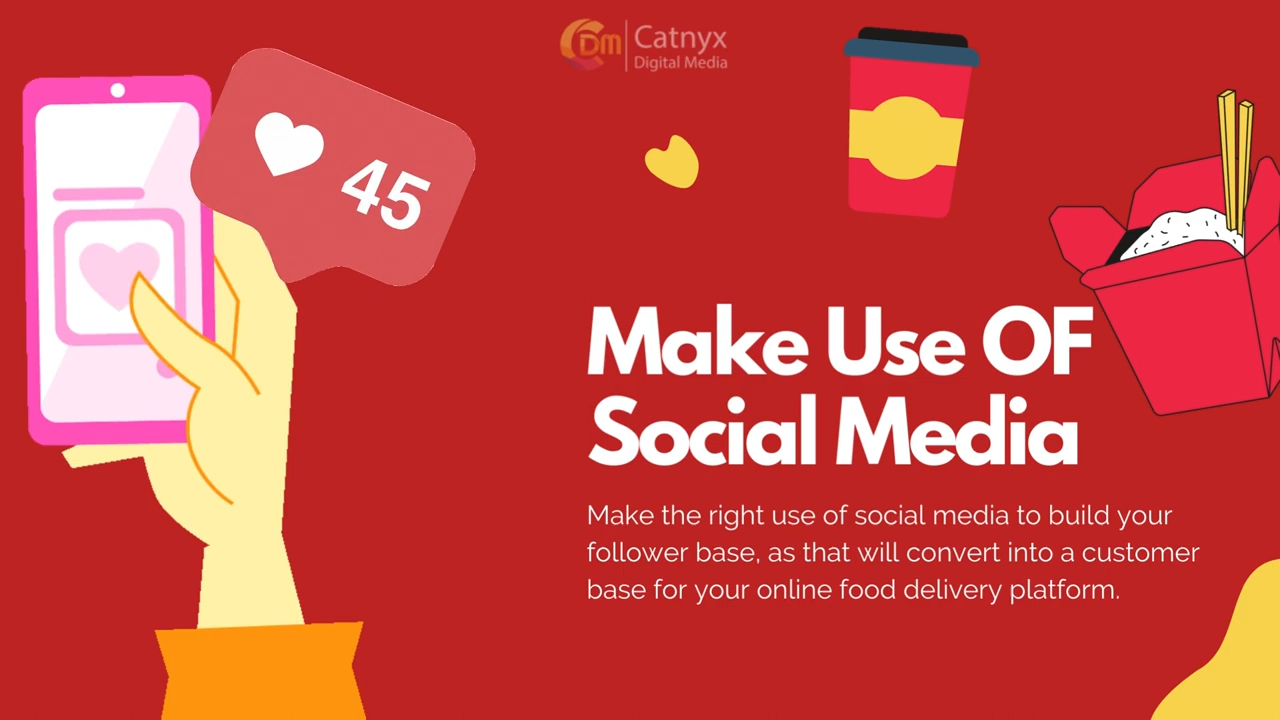 CDM
Catnyx
Digital Media
45
Make Use OF
Social Media
Make the right use of social media to build your
follower base, as that will convert into a customer
base for your online food delivery platform.